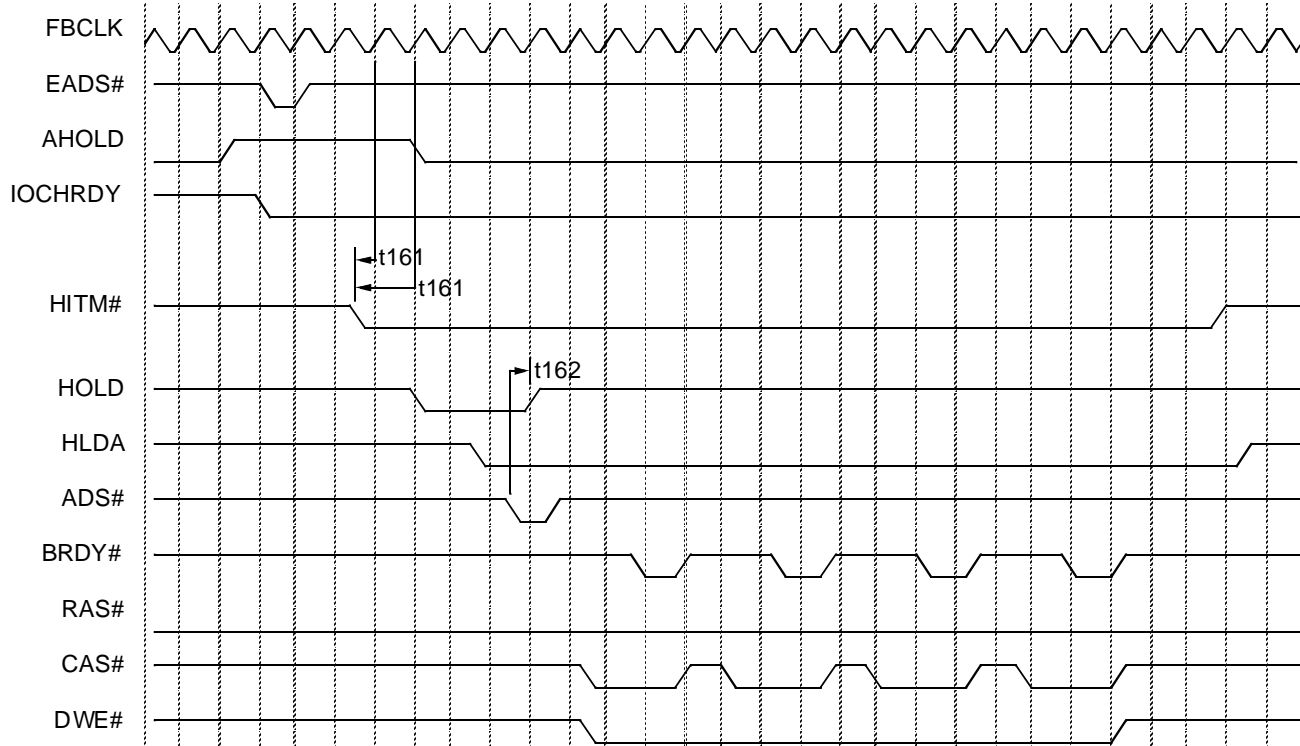 FBCLK
EADS#
AHOLD
IOCHRDY
t161
t161
HITM#
t162
HOLD
HLDA
ADS#
BRDY#
RAS#
CAS#
DWE#